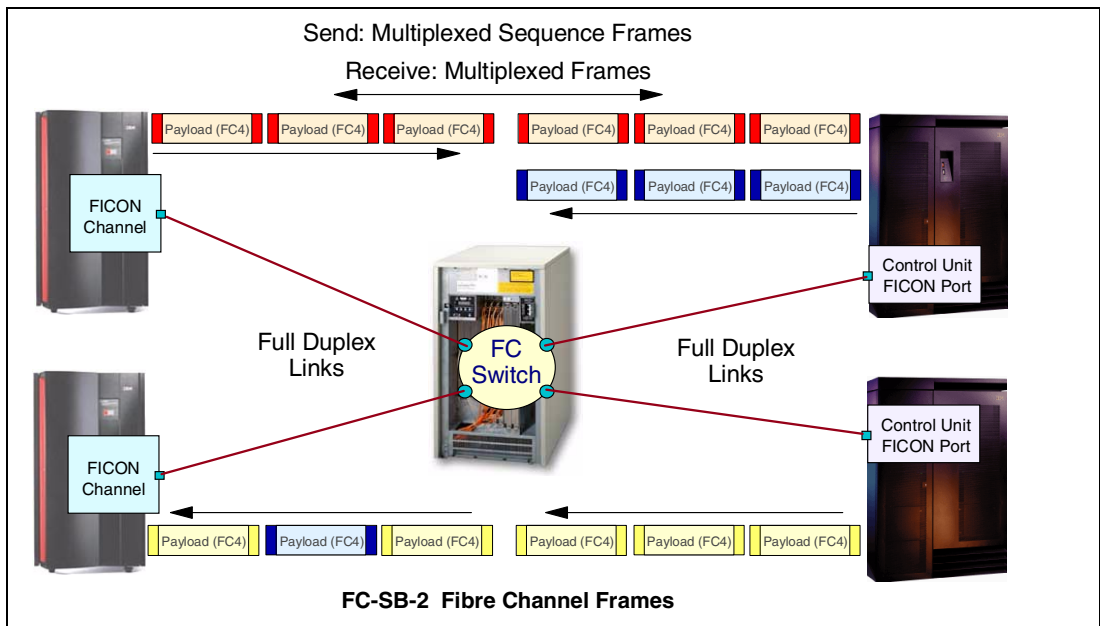 Send: Multiplexed Sequence Frames
Receive: Multiplexed Frames
Payload (FC4) Payload (FC4) Payload (FC4) Payload (FC4) Payload (FC4) Payload (FC4)
Payload (FC4) Payload (FC4) Payload (FC4)
FICON
Channel
Control Unit
FICON Port
Full Duplex
Links
FC
Switch
Full Duplex
Links
FICON
Channel
Control Unit
FICON Port
Payload (FC4) Payload (FC4) Payload (FC4) Payload (FC4) Payload (FC4) Payload (FC4)
FC-SB-2 Fibre Channel Frames